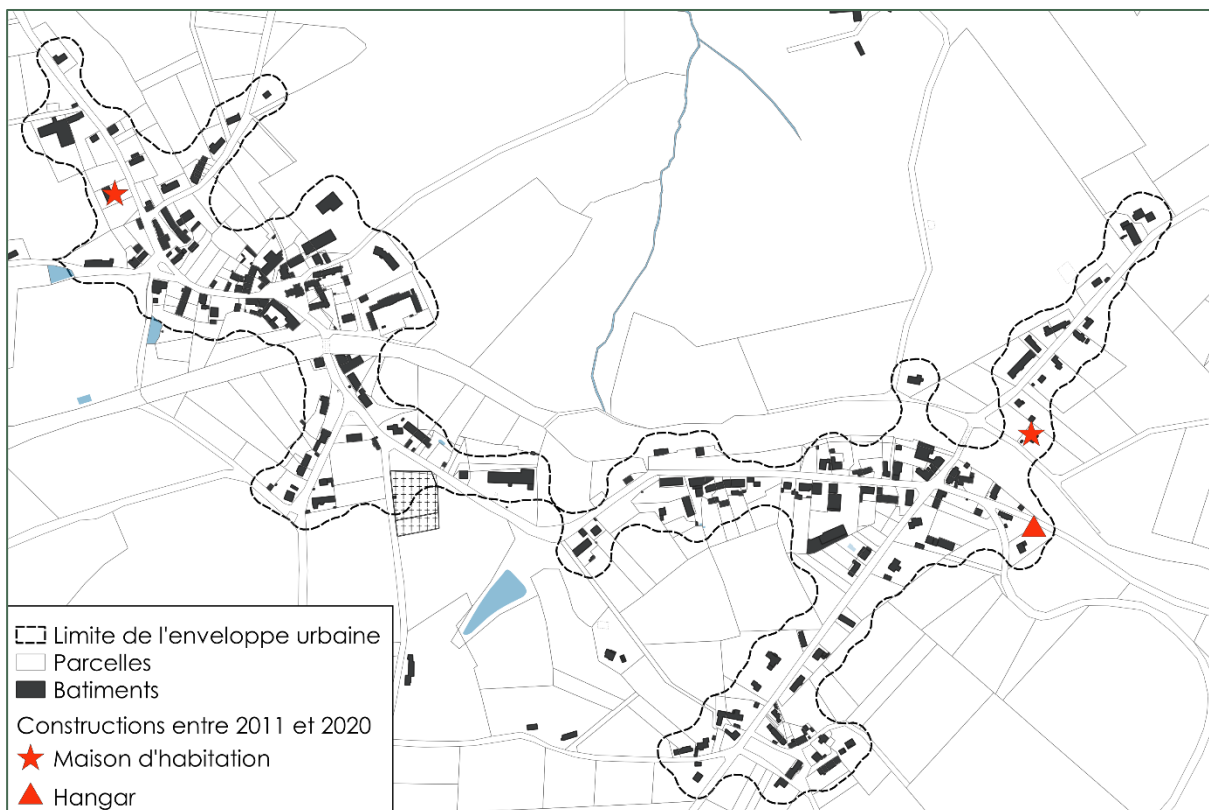 Limite de l'enveloppe urbaine
Parcelles
Batiments
Constructions entre 2011 et 2020
Maison d'habitation
Hangar